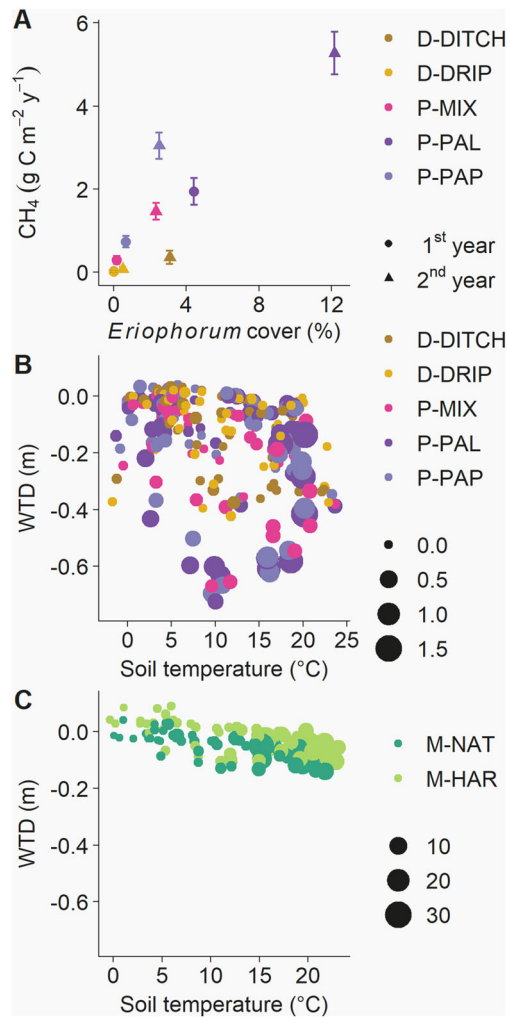 A
CH₄ (g C m⁻² y⁻¹)
6
4
2
0
0
4
8
12
Eriophorum cover (%)
D-DITCH
D-DRIP
P-MIX
P-PAL
P-PAP
1st year
2nd year
B
WTD (m)
0.0
-0.2
-0.4
-0.6
0
5
10
15
20
25
Soil temperature (°C)
D-DITCH
D-DRIP
P-MIX
P-PAL
P-PAP
0.0
0.5
1.0
1.5
C
WTD (m)
0.0
-0.2
-0.4
-0.6
0
5
10
15
20
Soil temperature (°C)
M-NAT
M-HAR
10
20
30